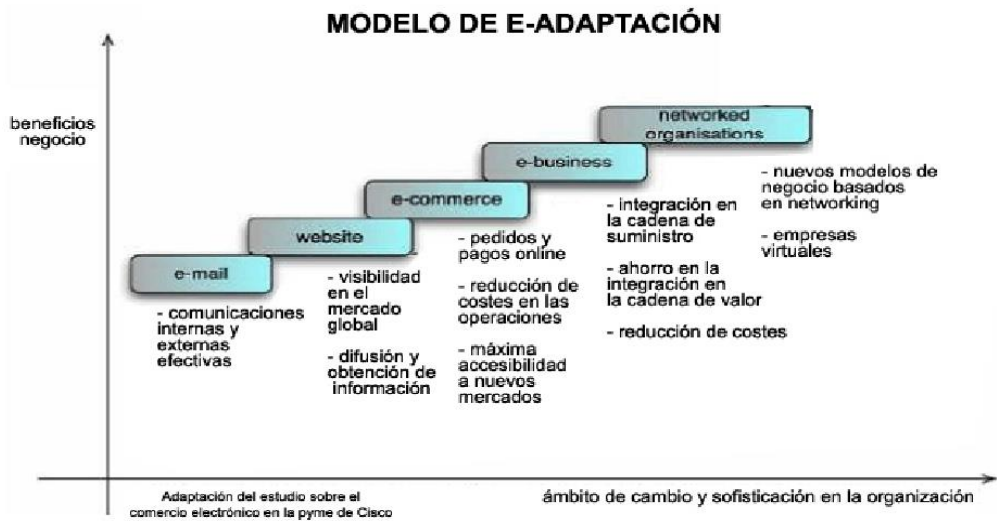 MODELO DE E-ADAPTACIÓN
beneficios
negocio
networked
organisations
e-business
e-commerce
website
e-mail
- nuevos modelos de
negocio basados
en networking
- empresas
virtuales
- integración en
la cadena de
suministro
- ahorro en la
integración en
la cadena de valor
- reducción de costes
- pedidos y
pagos online
- reducción de
costes en las
operaciones
- máxima
accesibilidad
a nuevos
mercados
- visibilidad
en el
mercado
global
- difusión y
obtención de
información
- comunicaciones
internas y
externas
efectivas
Adaptación del estudio sobre el
comercio electrónico en la pyme de Cisco
ámbito de cambio y sofisticación en la organización